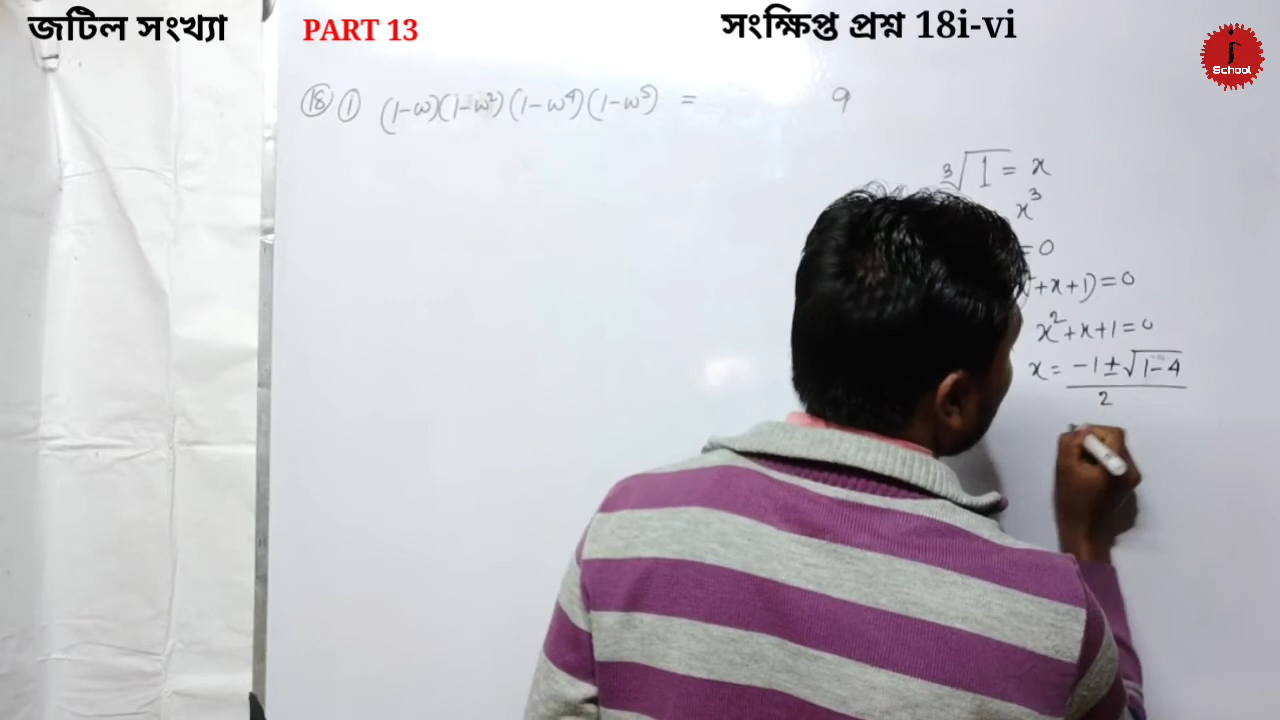 জটিল সংখ্যা
PART 13
সংক্ষিপ্ত প্রশ্ন 18i-vi
School
18 i (1-ω)(1-ω²)(1-ω⁴)(1-ω⁵) = 9
³√1 = x
x³
=0
+x+1)=0
x²+x+1=0
x = -1±√1-4
2